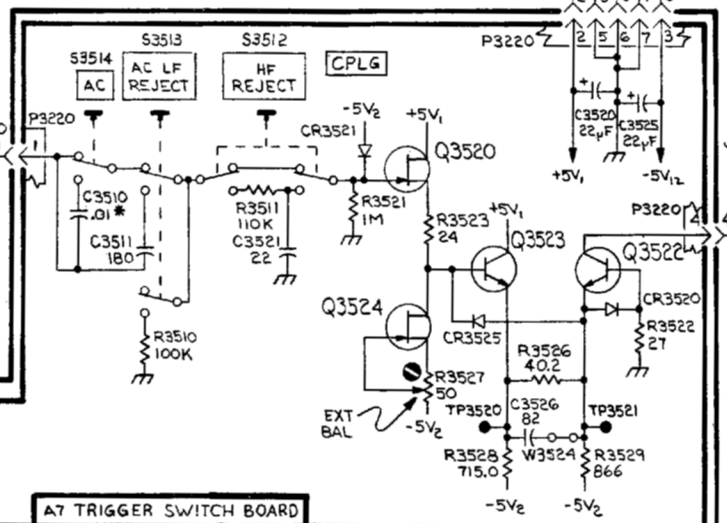 P3220
2 5 6 7 3
S3514
AC
S3513
AC LF
REJECT
S3512
HF
REJECT
CPLG
+
C3520
22µF
+
C3525
22µF
+5V₁
-5V₁₂
P3220
-5V₂
CR3521
+5V₁
Q3520
P3220
C3510
.01*
C3511
180
R3511
110K
C3521
22
R3521
1M
R3523
24
+5V₁
Q3523
Q3522
Q3524
CR3525
CR3520
R3522
27
R3510
100K
R3526
40.2
R3527
50
EXT
BAL
-5V₂
TP3520
C3526
82
TP3521
W3524
R3528
715.0
R3529
866
-5V₂
-5V₂
A7 TRIGGER SWITCH BOARD